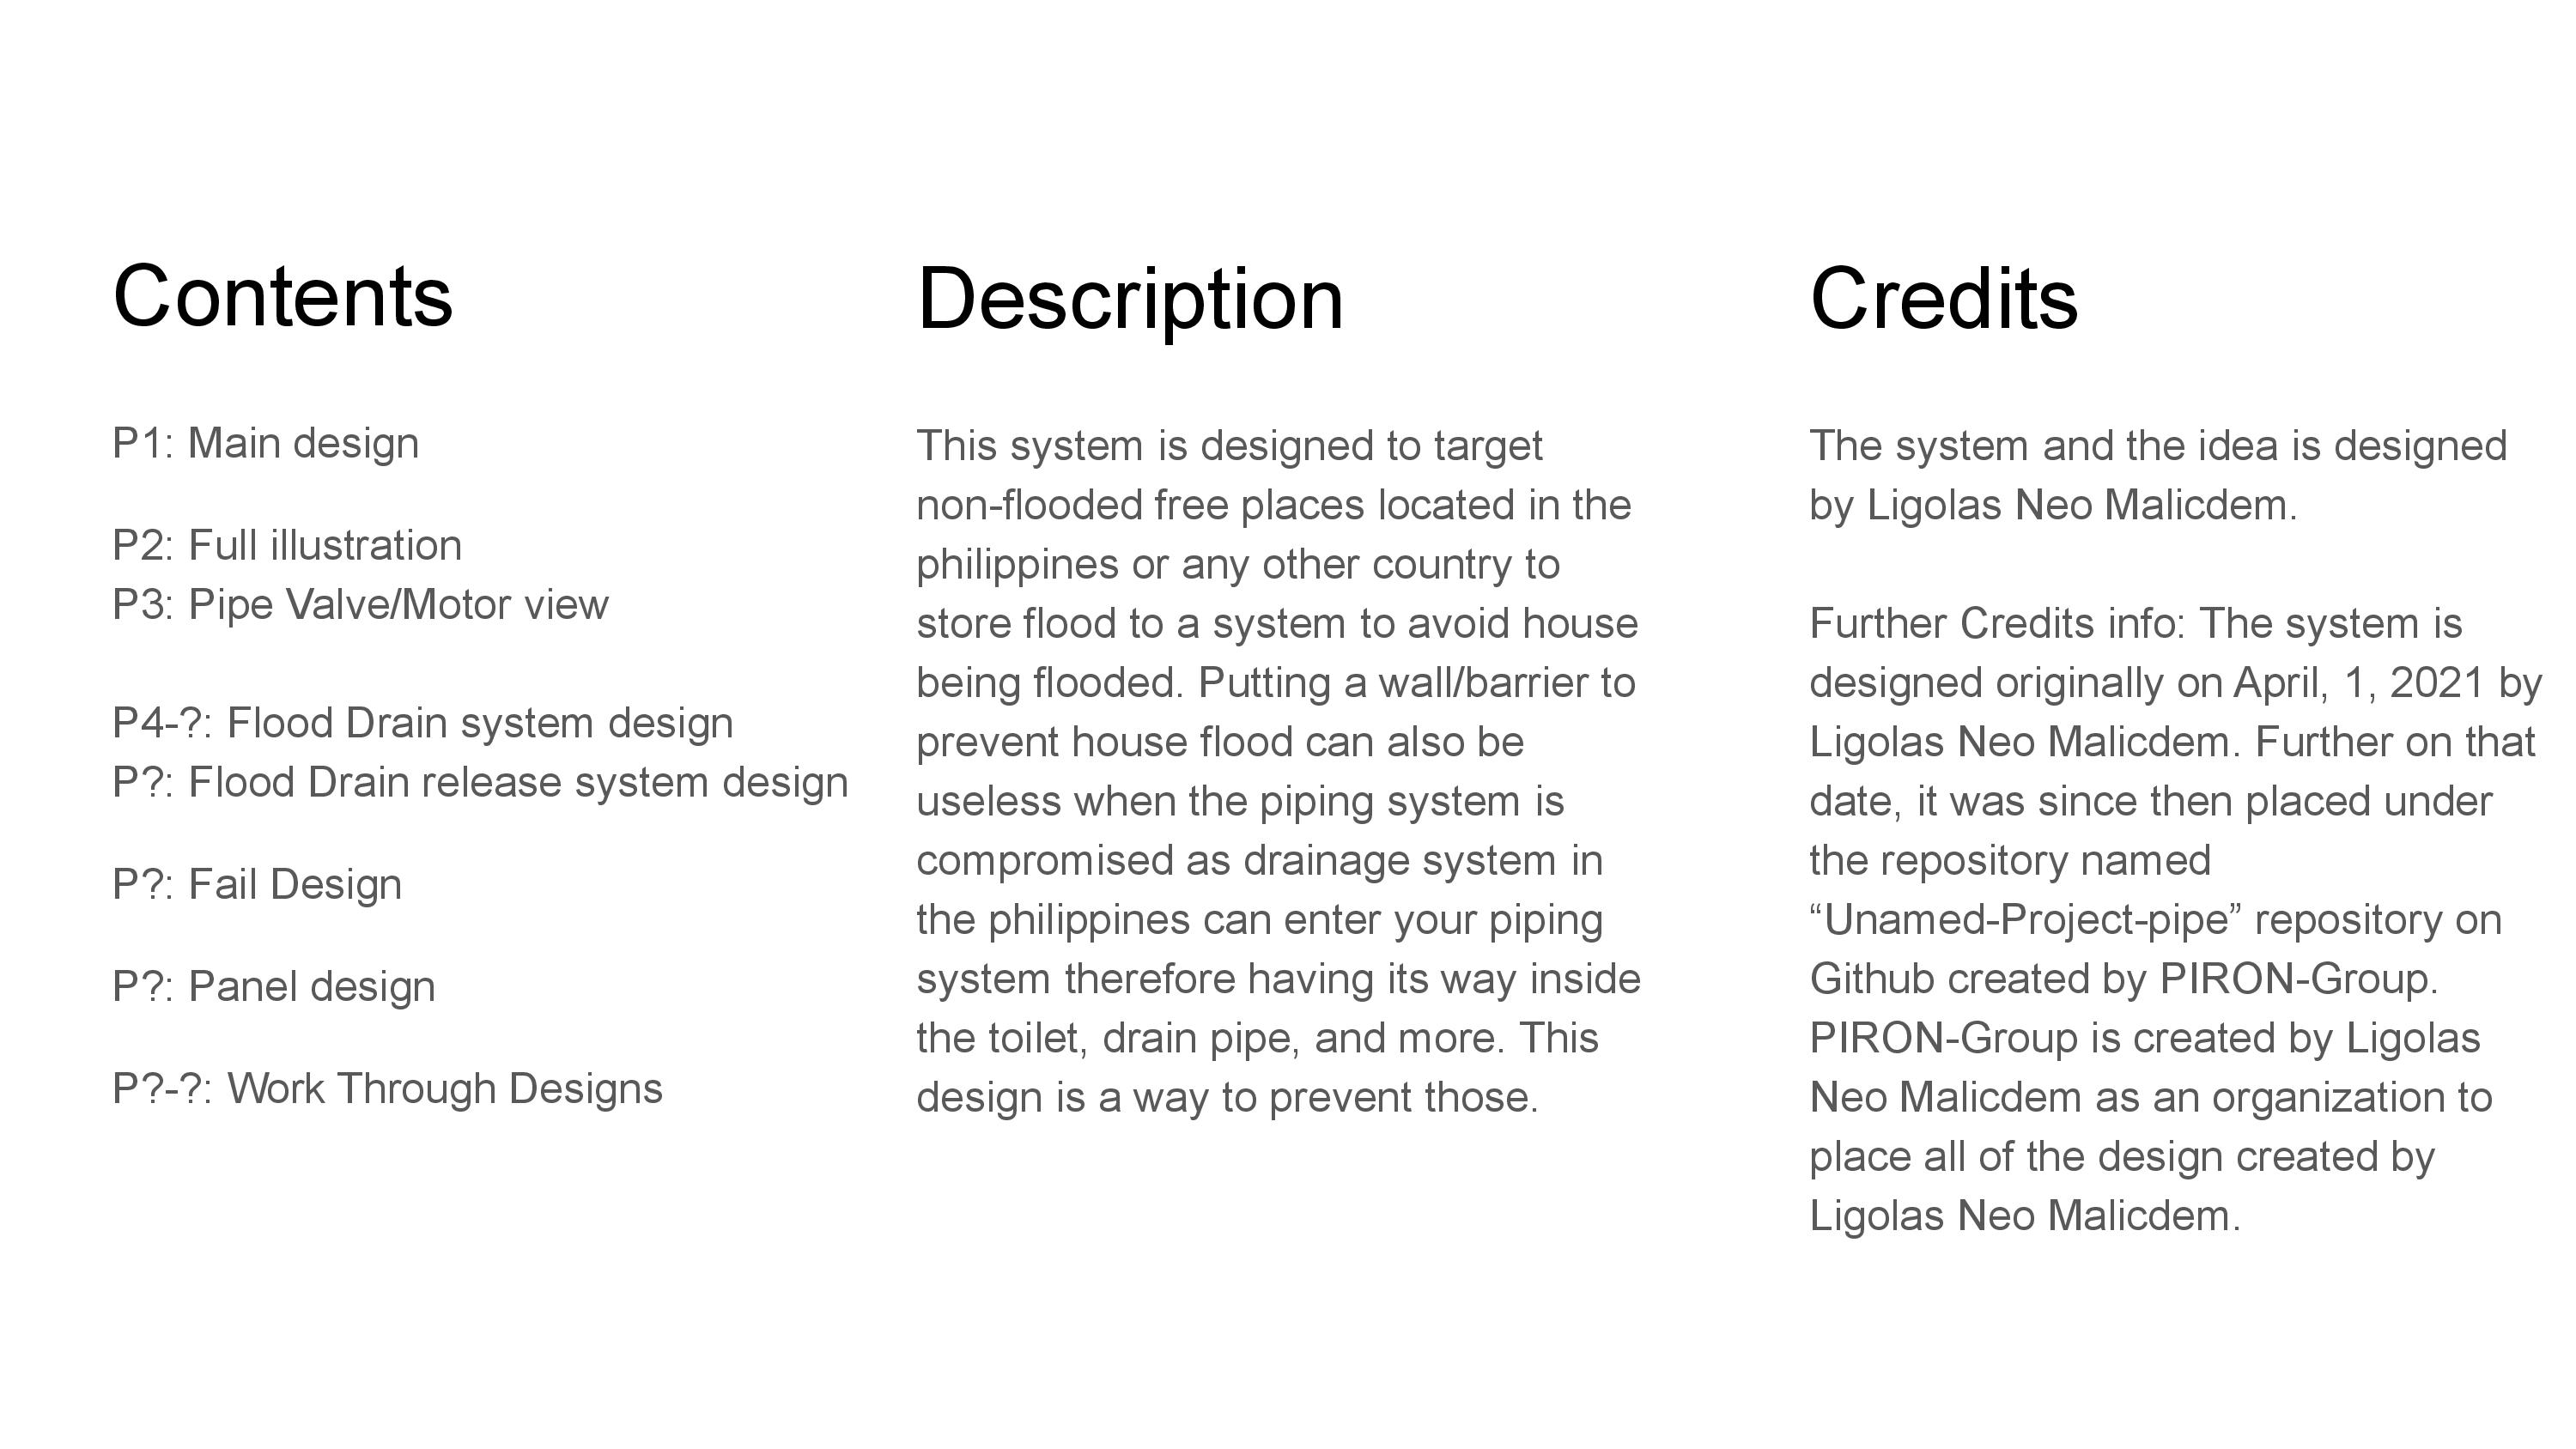 Contents
P1: Main design
P2: Full illustration
P3: Pipe Valve/Motor view
P4-?: Flood Drain system design
P?: Flood Drain release system design
P?: Fail Design
P?: Panel design
P?-?: Work Through Designs
Description
This system is designed to target
non-flooded free places located in the
philippines or any other country to
store flood to a system to avoid house
being flooded. Putting a wall/barrier to
prevent house flood can also be
useless when the piping system is
compromised as drainage system in
the philippines can enter your piping
system therefore having its way inside
the toilet, drain pipe, and more. This
design is a way to prevent those.
Credits
The system and the idea is designed
by Ligolas Neo Malicdem.
Further Credits info: The system is
designed originally on April, 1, 2021 by
Ligolas Neo Malicdem. Further on that
date, it was since then placed under
the repository named
“Unamed-Project-pipe” repository on
Github created by PIRON-Group.
PIRON-Group is created by Ligolas
Neo Malicdem as an organization to
place all of the design created by
Ligolas Neo Malicdem.